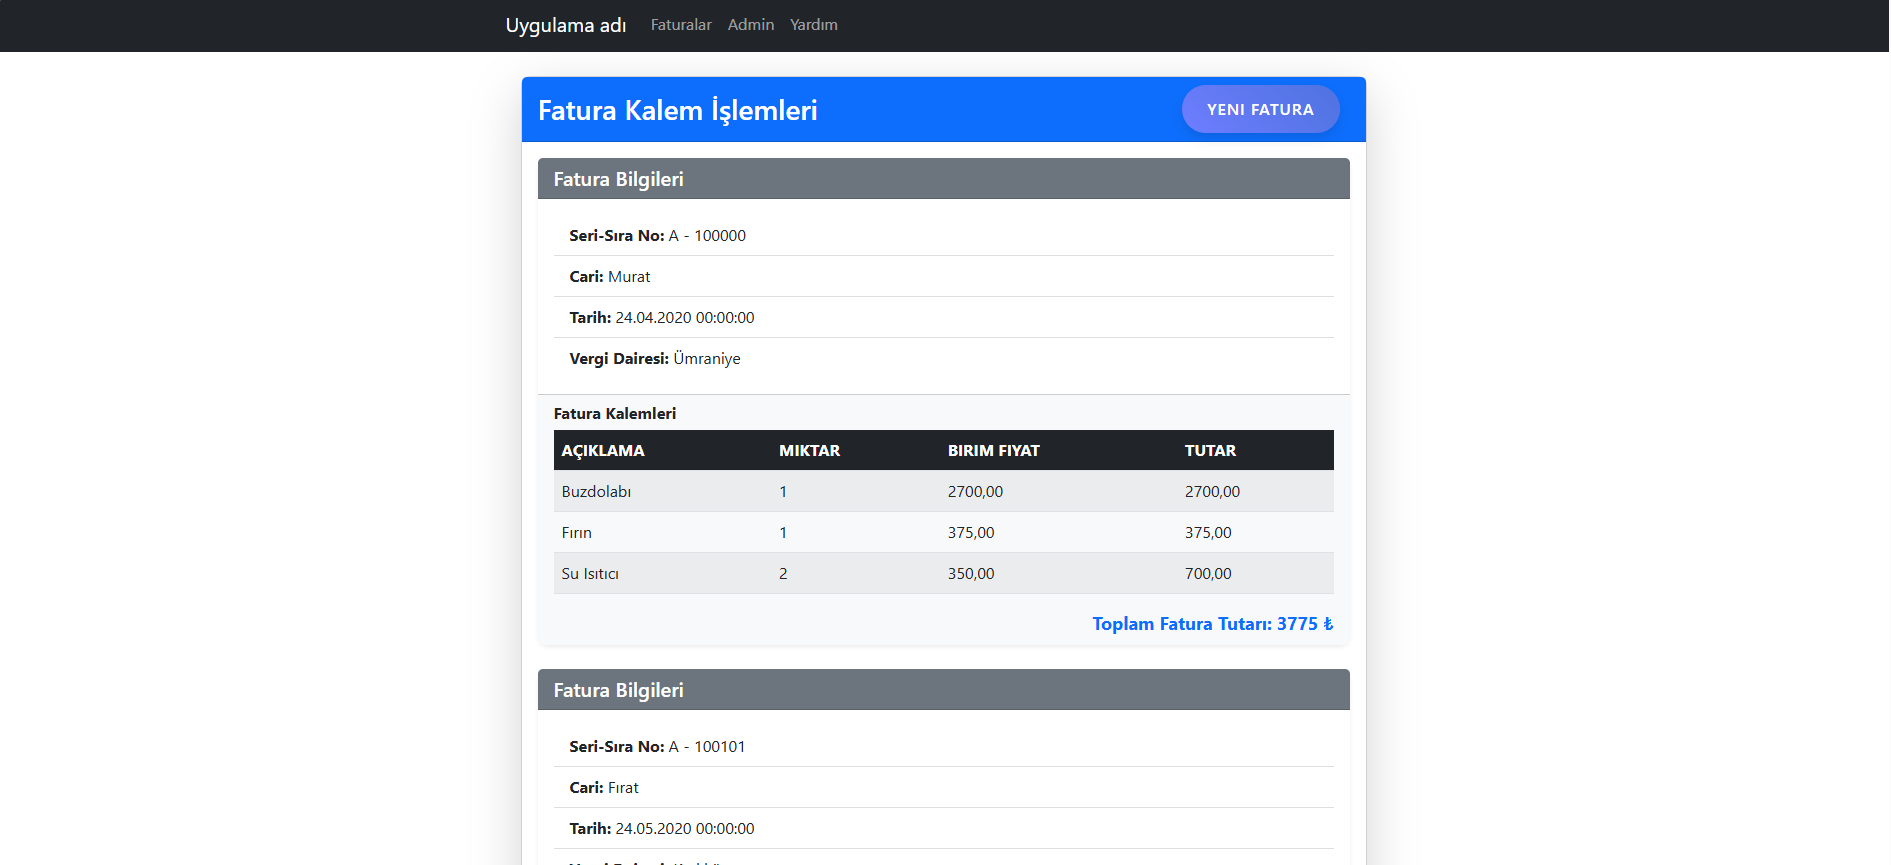 Uygulama adı Faturalar Admin Yardım
Fatura Kalem İşlemleri YENI FATURA
Fatura Bilgileri
Seri-Sıra No: A - 100000
Cari: Murat
Tarih: 24.04.2020 00:00:00
Vergi Dairesi: Ümraniye
Fatura Kalemleri
AÇIKLAMA MIKTAR BIRIM FIYAT TUTAR
Buzdolabı 1 2700,00 2700,00
Fırın 1 375,00 375,00
Su Isıtıcı 2 350,00 700,00
Toplam Fatura Tutarı: 3775 ₺
Fatura Bilgileri
Seri-Sıra No: A - 100101
Cari: Fırat
Tarih: 24.05.2020 00:00:00